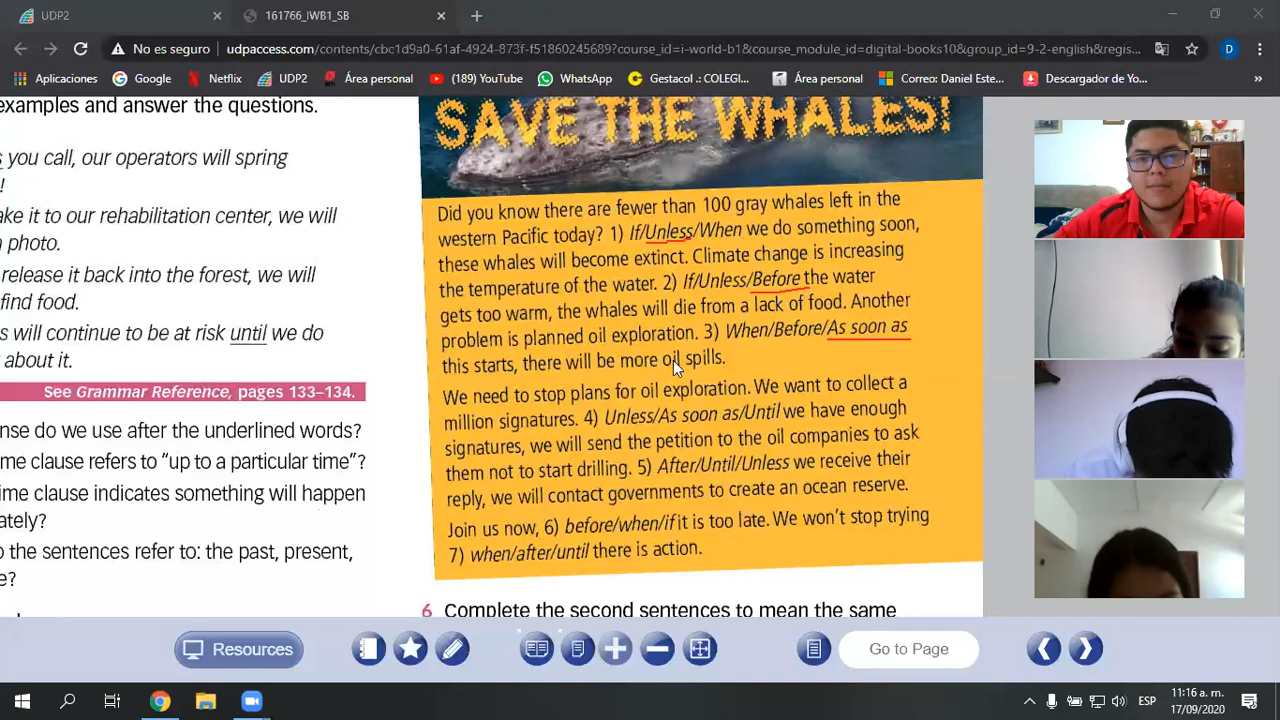 UDP2
161766_IWB1_SB
No es seguro
udpaccess.com/contents/cbc1d9a0-61af-4924-873f-f51860245689?course_id=i-world-b1&course_module_id=digital-books10&group_id=9-2-english&regis...
D
Aplicaciones
Google
Netflix
UDP2
Área personal
(189) YouTube
WhatsApp
Gestacol .: COLEGI...
Área personal
Correo: Daniel Este...
Descargador de Yo...
»
examples and answer the questions.
you call, our operators will spring
!
ake it to our rehabilitation center, we will
photo.
release it back into the forest, we will
find food.
s will continue to be at risk until we do
about it.
See Grammar Reference, pages 133–134.
nse do we use after the underlined words?
me clause refers to “up to a particular time”?
ime clause indicates something will happen
ately?
o the sentences refer to: the past, present,
e?
SAVE THE WHALES!
Did you know there are fewer than 100 gray whales left in the
western Pacific today? 1) If/Unless/When we do something soon,
these whales will become extinct. Climate change is increasing
the temperature of the water. 2) If/Unless/Before the water
gets too warm, the whales will die from a lack of food. Another
problem is planned oil exploration. 3) When/Before/As soon as
this starts, there will be more oil spills.
We need to stop plans for oil exploration. We want to collect a
million signatures. 4) Unless/As soon as/Until we have enough
signatures, we will send the petition to the oil companies to ask
them not to start drilling. 5) After/Until/Unless we receive their
reply, we will contact governments to create an ocean reserve.
Join us now, 6) before/when/if it is too late. We won’t stop trying
7) when/after/until there is action.
6 Complete the second sentences to mean the same
Resources
Go to Page
ESP
11:16 a. m.
17/09/2020